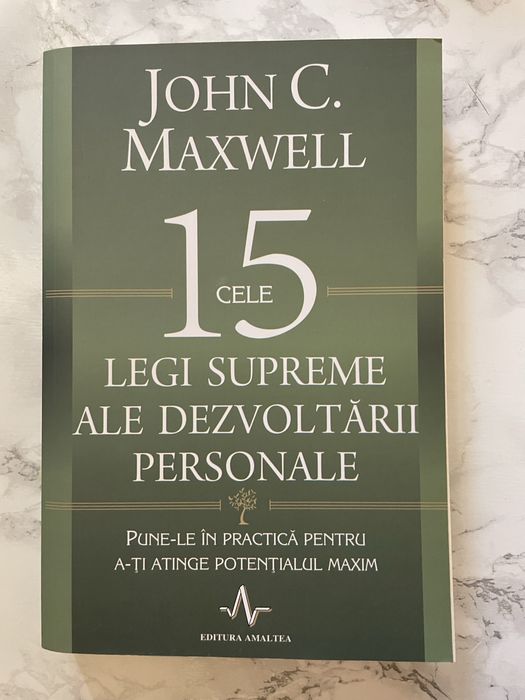 JOHN C.
MAXWELL
CELE 15
LEGI SUPREME
ALE DEZVOLTĂRII
PERSONALE
PUNE-LE ÎN PRACTICĂ PENTRU
A-ȚI ATINGE POTENȚIALUL MAXIM
EDITURA AMALTEA